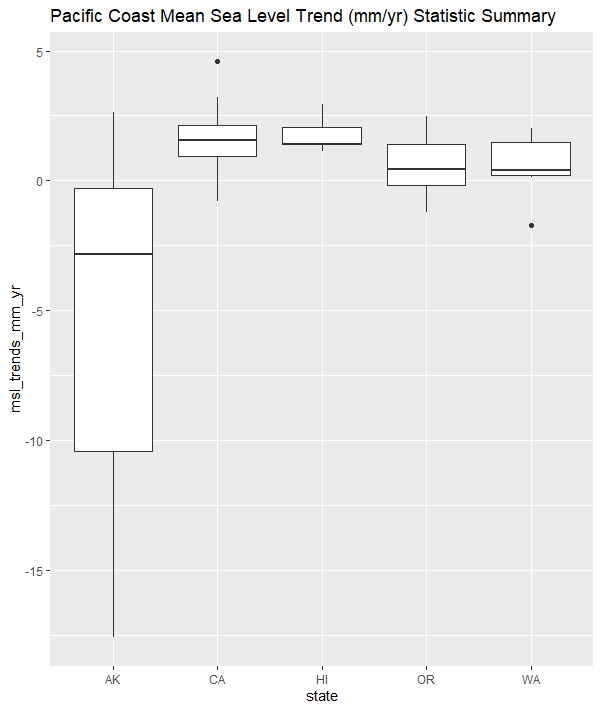 Pacific Coast Mean Sea Level Trend (mm/yr) Statistic Summary
5
0
-5
-10
-15
msl_trends_mm_yr
AK CA HI OR WA
state